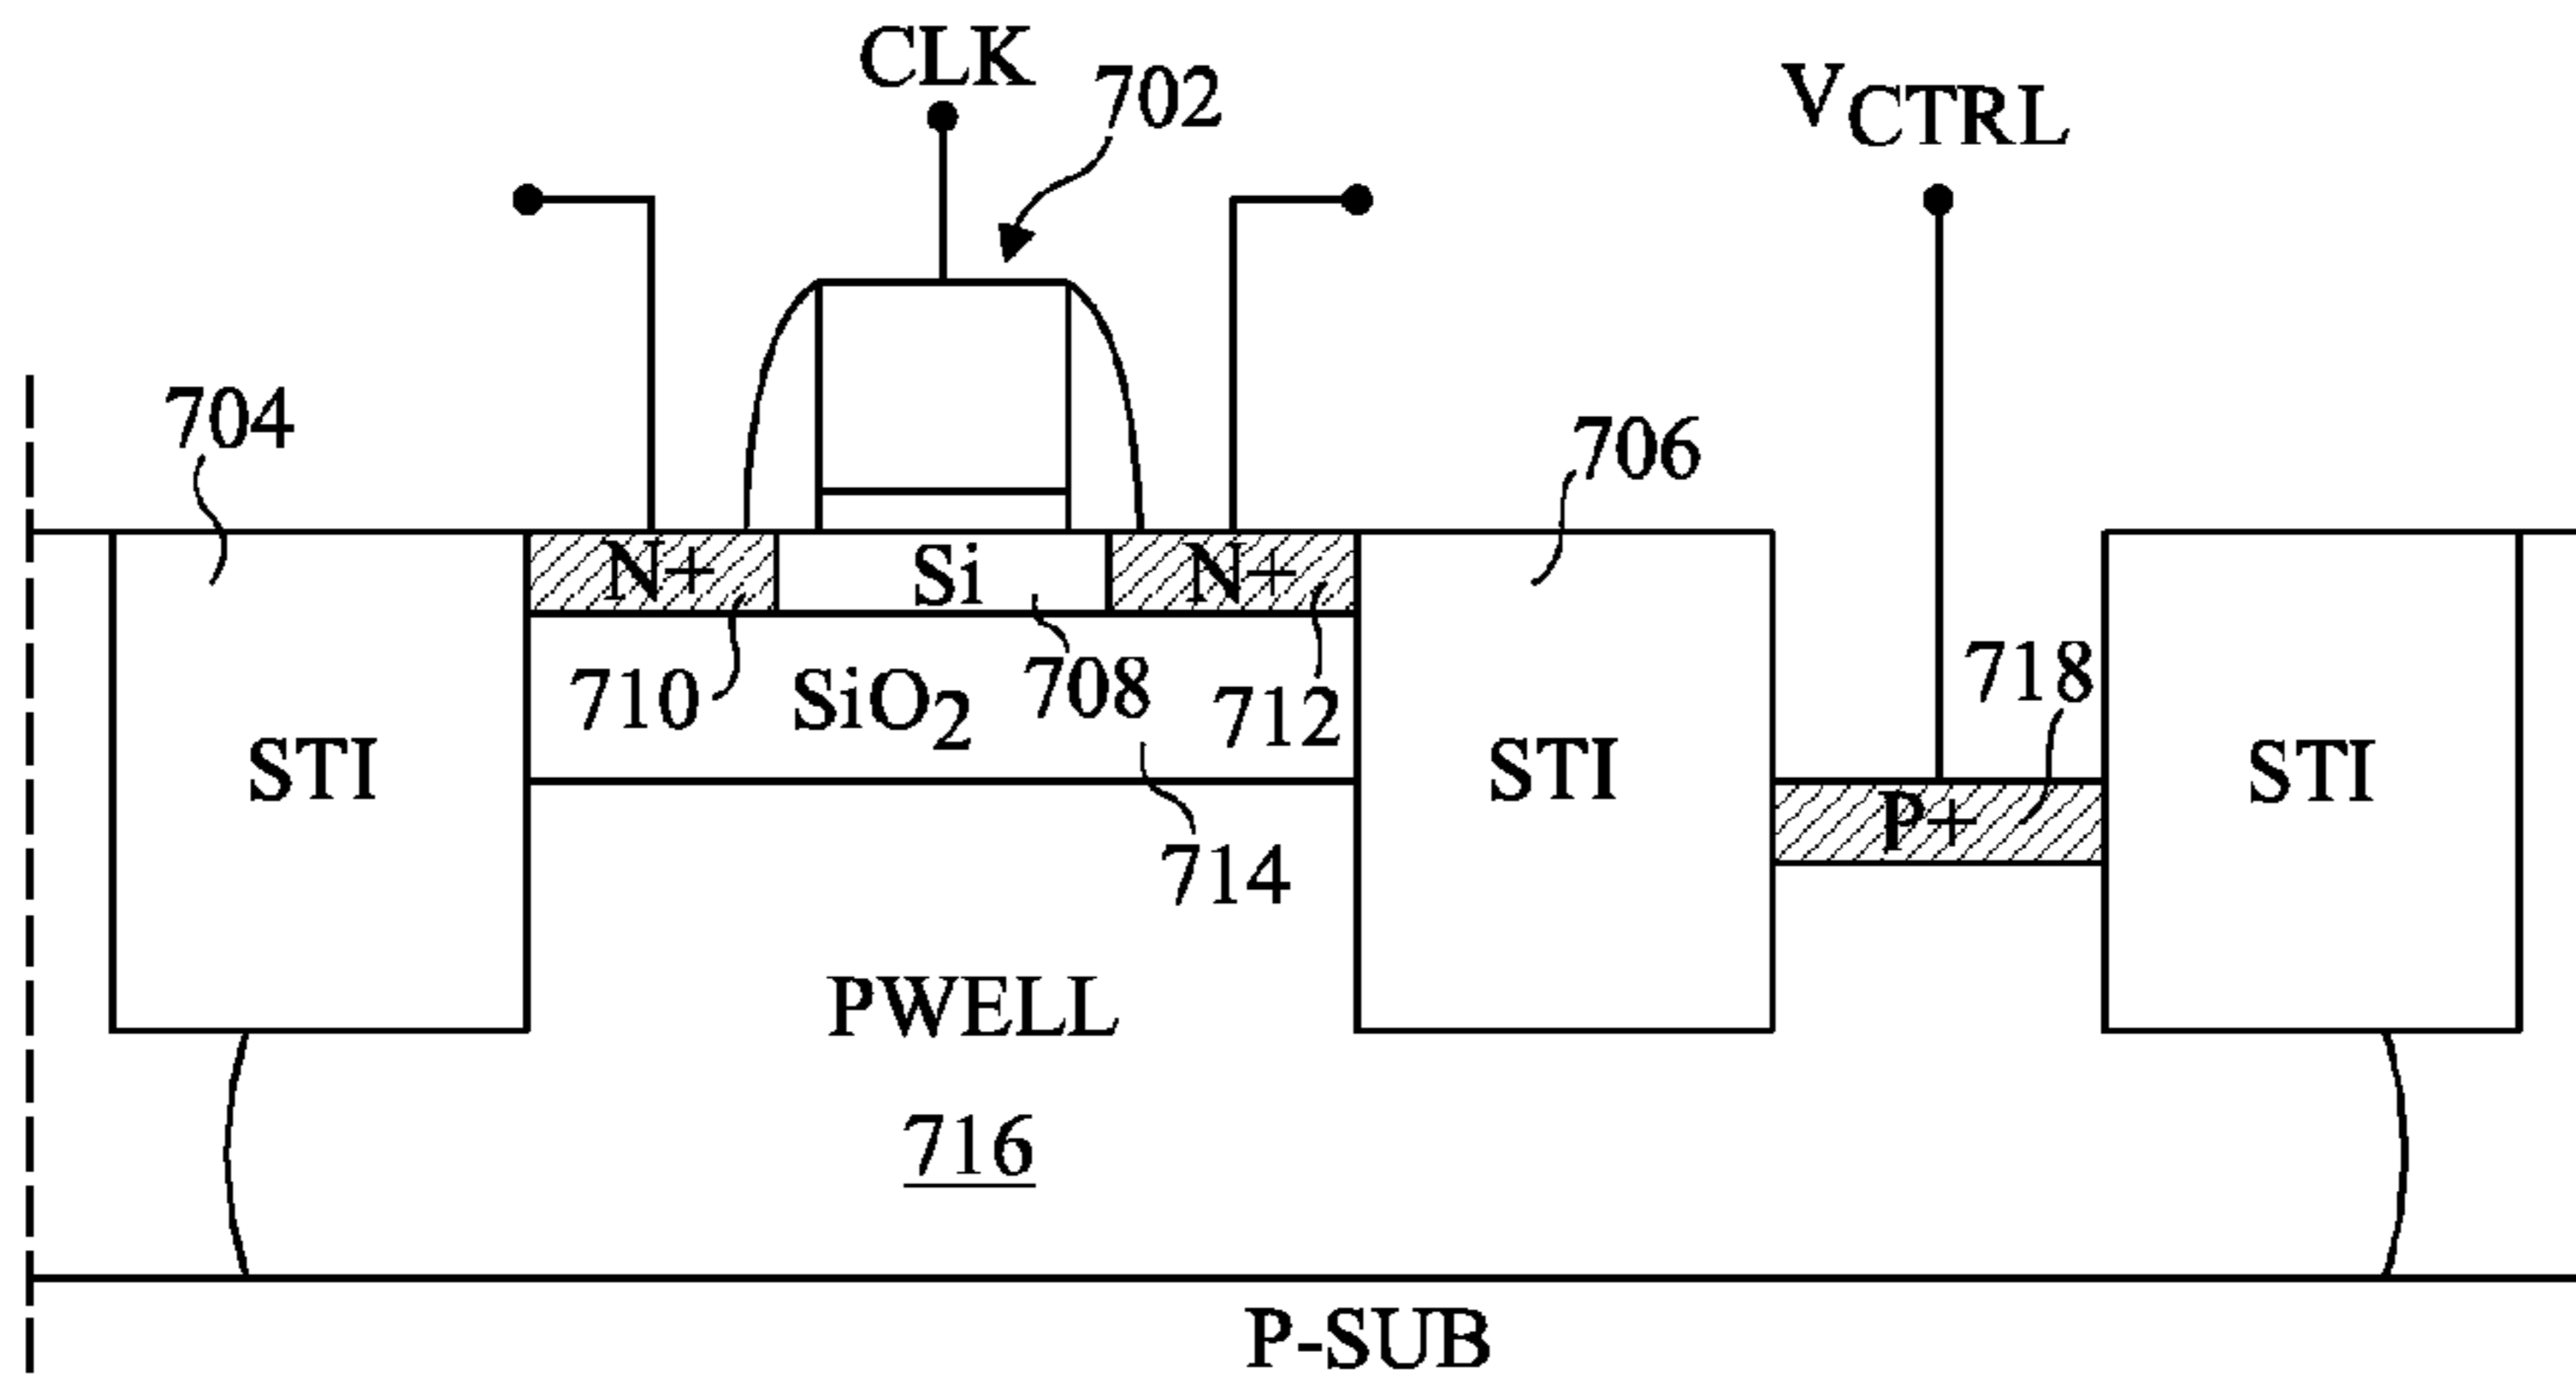 CLK
702
VCTRL
704
706
N+
Si
N+
710
SiO2
708
712
718
STI
STI
P+
STI
714
PWELL
716
P-SUB